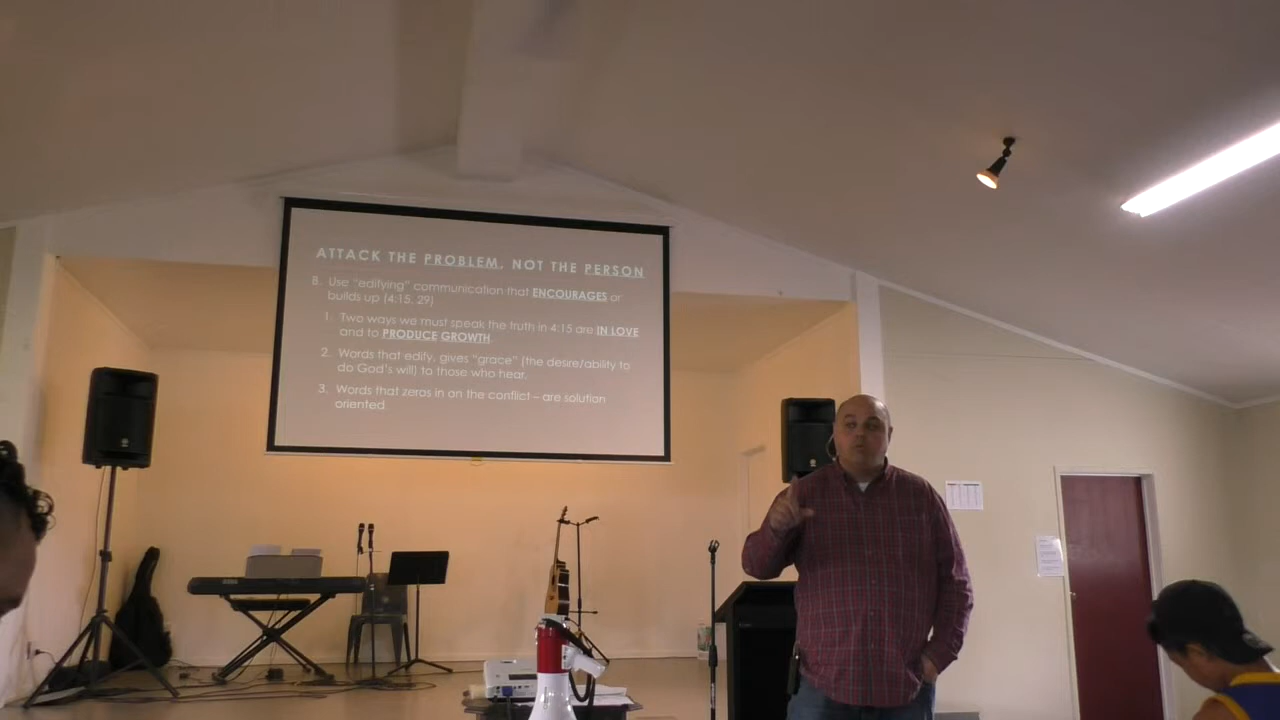 ATTACK THE PROBLEM, NOT THE PERSON
B. Use "edifying" communication that ENCOURAGES or
builds up (4:15, 29)
1. Two ways we must speak the truth in 4:15 are IN LOVE
and to PRODUCE GROWTH.
2. Words that edify, gives "grace" (the desire/ability to
do God's will) to those who hear.
3. Words that zeros in on the conflict – are solution
oriented